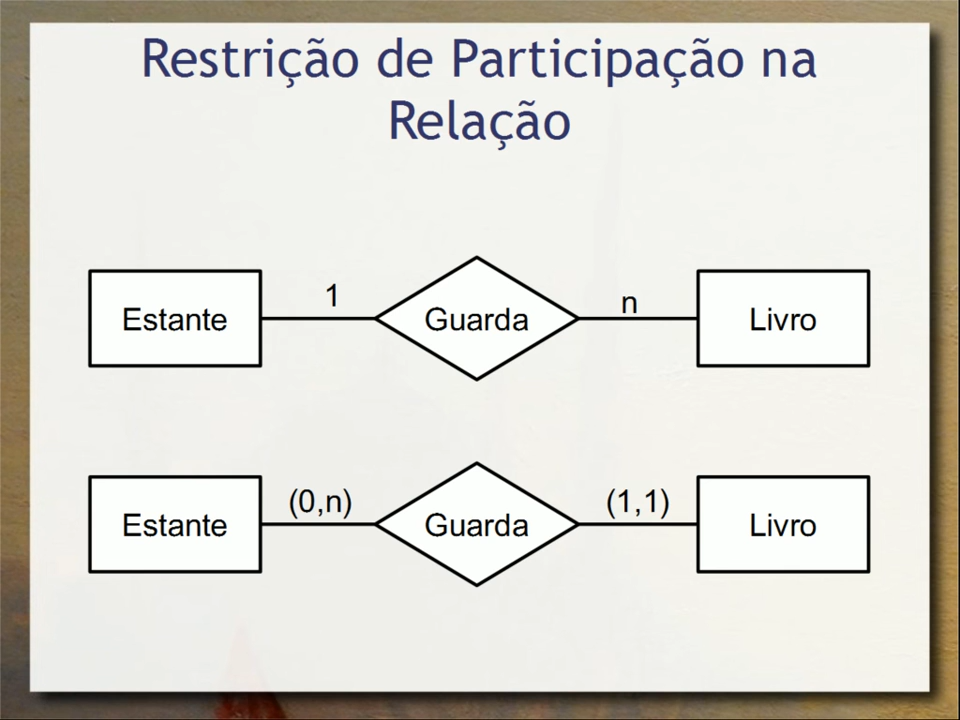 Restrição de Participação na
Relação
Estante 1 Guarda n Livro
Estante (0,n) Guarda (1,1) Livro